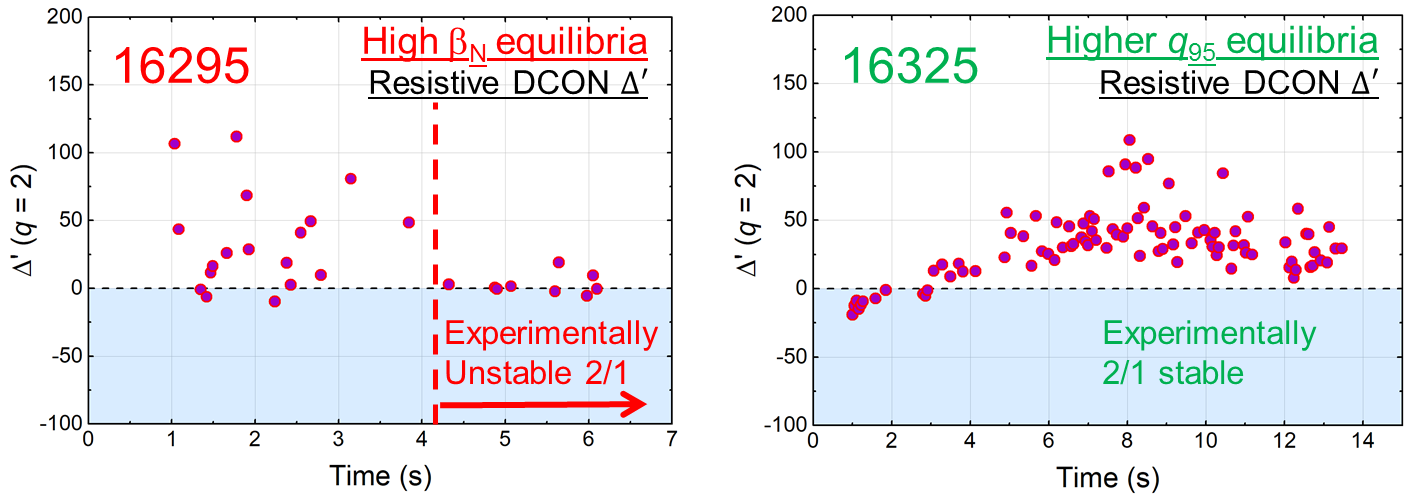 200
150
100
50
0
-50
-100
Δ' (q = 2)
16295
High βN equilibria
Resistive DCON Δ′
Experimentally
Unstable 2/1
0 1 2 3 4 5 6 7
Time (s)
200
150
100
50
0
-50
-100
Δ' (q = 2)
16325
Higher q95 equilibria
Resistive DCON Δ′
Experimentally
2/1 stable
0 2 4 6 8 10 12 14
Time (s)